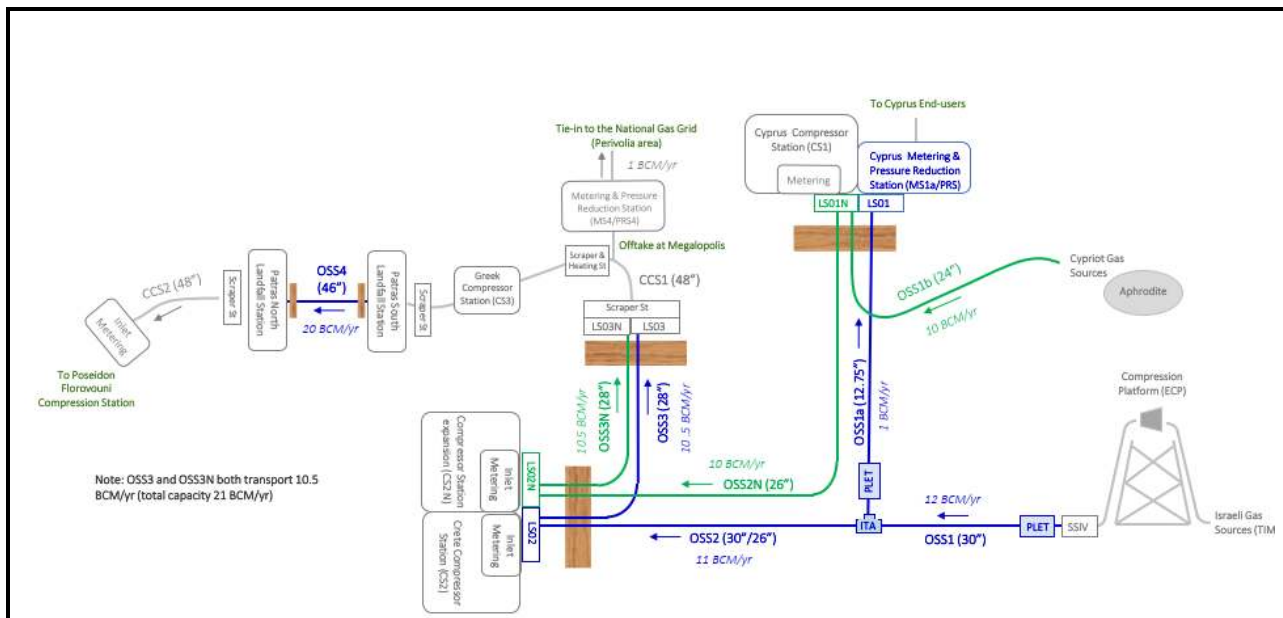 To Cyprus End-users
Tie-in to the National Gas Grid
(Perivolia area)
1 BCM/yr
Cyprus Compressor
Station (CS1)
Metering
Cyprus Metering &
Pressure Reduction
Station (MS1a/PRS)
LS01N
LS01
Metering & Pressure
Reduction Station
(MS4/PRS4)
Offtake at Megalopolis
Scraper &
Heating St
CCS1 (48")
Greek
Compressor
Station (CS3)
Scraper St
Patras South
Landfall Station
OSS4
(46")
20 BCM/yr
Patras North
Landfall Station
Scraper St
CCS2 (48")
Inlet
Metering
To Poseidon
Florovouni
Compression Station
Scraper St
LS03N
LS03
OSS1b (24")
10 BCM/yr
Cypriot Gas
Sources
Aphrodite
10.5 BCM/yr
OSS3N (28")
OSS3 (28")
10 .5 BCM/yr
OSS1a (12.75")
1 BCM/yr
Compression
Platform (ECP)
Compressor Station
expansion (CS2N)
Inlet
Metering
LS02N
10 BCM/yr
OSS2N (26")
PLET
Note: OSS3 and OSS3N both transport 10.5
BCM/yr (total capacity 21 BCM/yr)
Crete Compressor
Station (CS2)
Inlet
Metering
LS02
OSS2 (30"/26")
11 BCM/yr
ITA
12 BCM/yr
OSS1 (30")
PLET
SSIV
Israeli Gas
Sources (TIM